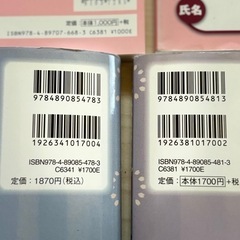 定価 本体1,000円 +税
ISBN978-4-89707-668-3 C6381 ¥1000E
氏名
9784890854783
1926341017004
ISBN978-4-89085-478-3
C6341 ¥1700E
定価：1870円(税込)
9784890854813
1926381017002
ISBN978-4-89085-481-3
C6381 ¥1700E
定価：本体1700円+税